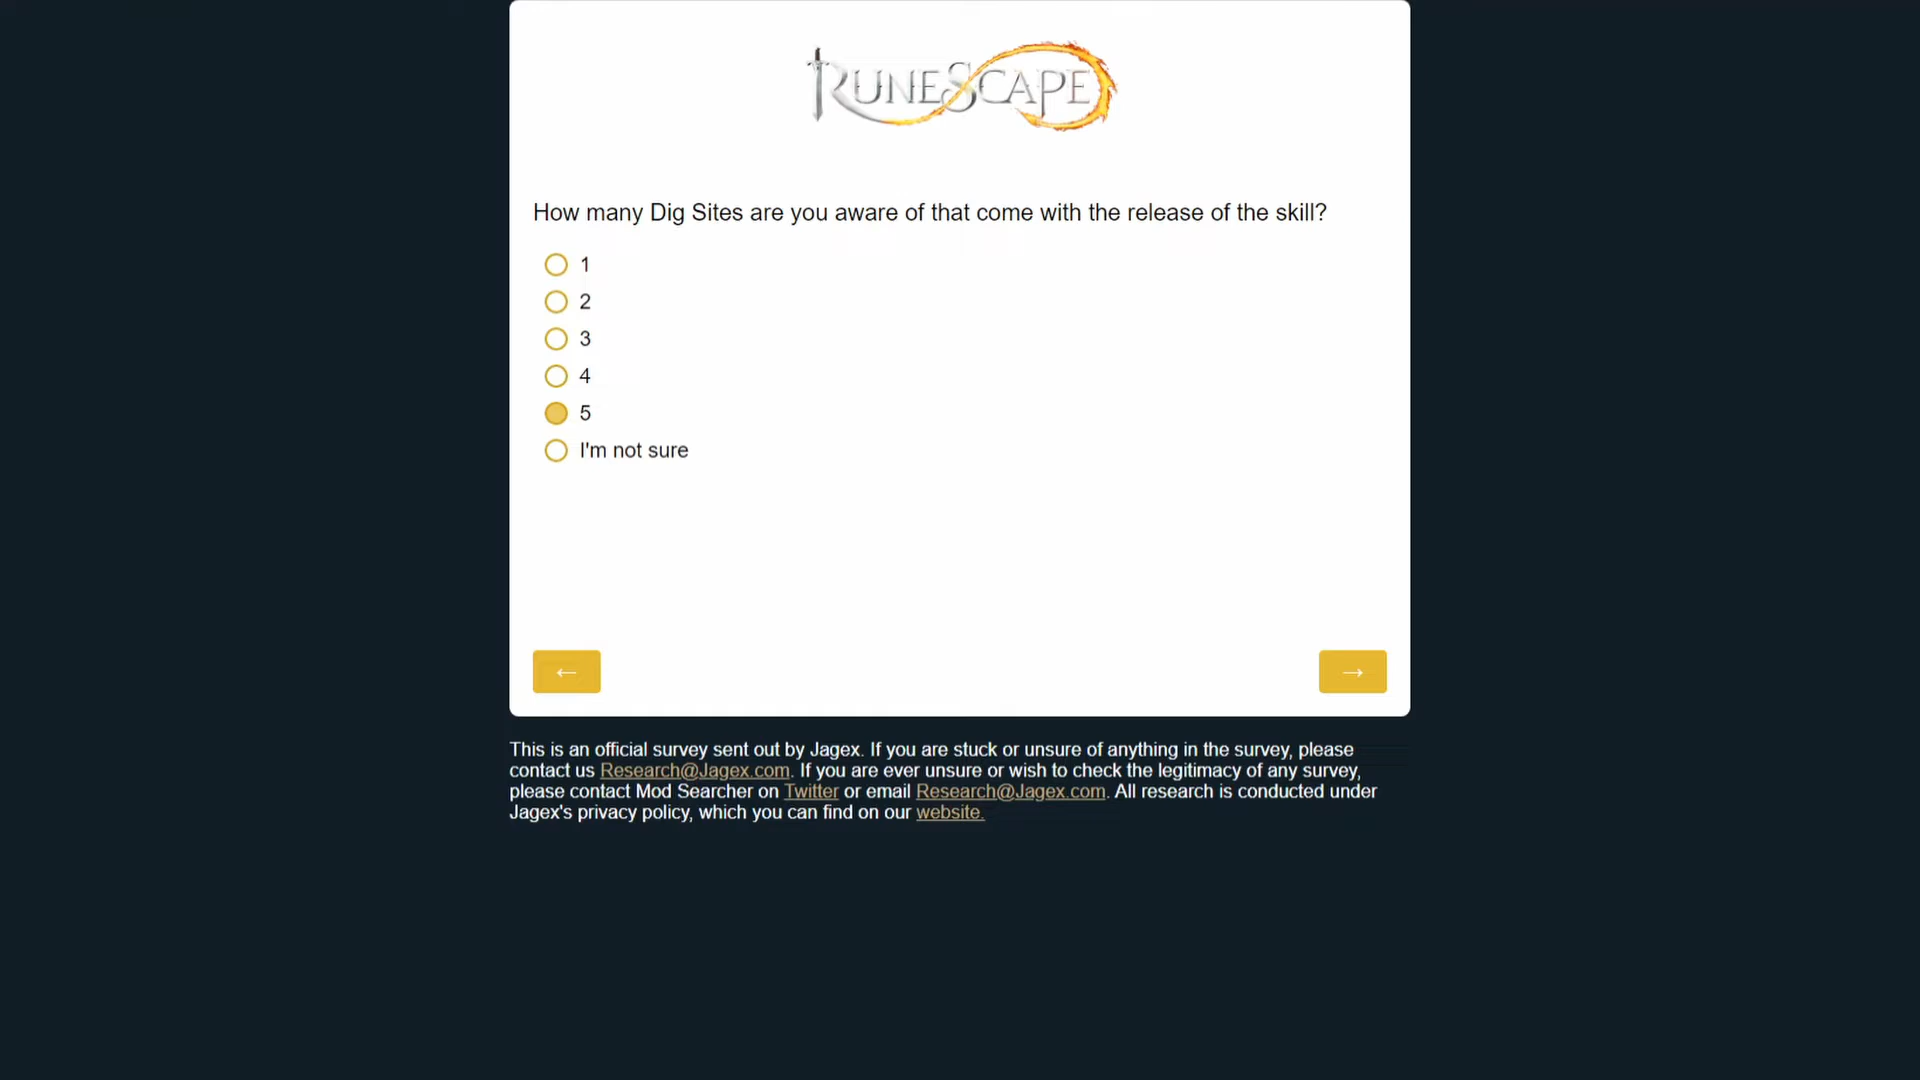 RUNESCAPE
How many Dig Sites are you aware of that come with the release of the skill?
1
2
3
4
5
I'm not sure
←
→
This is an official survey sent out by Jagex. If you are stuck or unsure of anything in the survey, please
contact us Research@Jagex.com. If you are ever unsure or wish to check the legitimacy of any survey,
please contact Mod Searcher on Twitter or email Research@Jagex.com. All research is conducted under
Jagex's privacy policy, which you can find on our website.